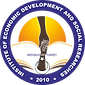 INSTITUTE OF ECONOMIC DEVELOPMENT AND SOCIAL RESEARCHES
2010